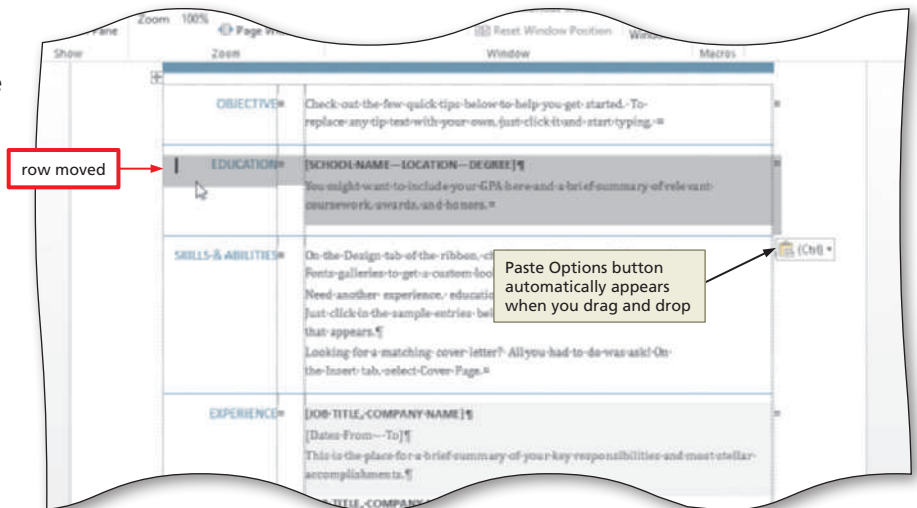 Zoom 100%
Pane
Page
Reset Window Position
Window
Show Zoom Window Macros
e
OBJECTIVE Check out the few quick tips below to help you get started. To
replace any tip text with your own, just click it and start typing.
row moved
EDUCATION [SCHOOL NAME—LOCATION—DEGREE]¶
You might want to include your GPA here and a brief summary of relevant
coursework, awards, and honors.
(Ctrl)
SKILLS & ABILITIES On the Design tab of the ribbon,
Fonts galleries to get a custom
Need another experience,
Just click in the sample entries
that appears.¶
Looking for a matching cover letter? All you had to do was ask! On
the Insert tab, select Cover Page.
Paste Options button
automatically appears
when you drag and drop
EXPERIENCE [JOB TITLE, COMPANY NAME]¶
[Dates From—To]¶
This is the place for a brief summary of your key responsibilities and most stellar
accomplishments.¶
TITLE, COMPANY